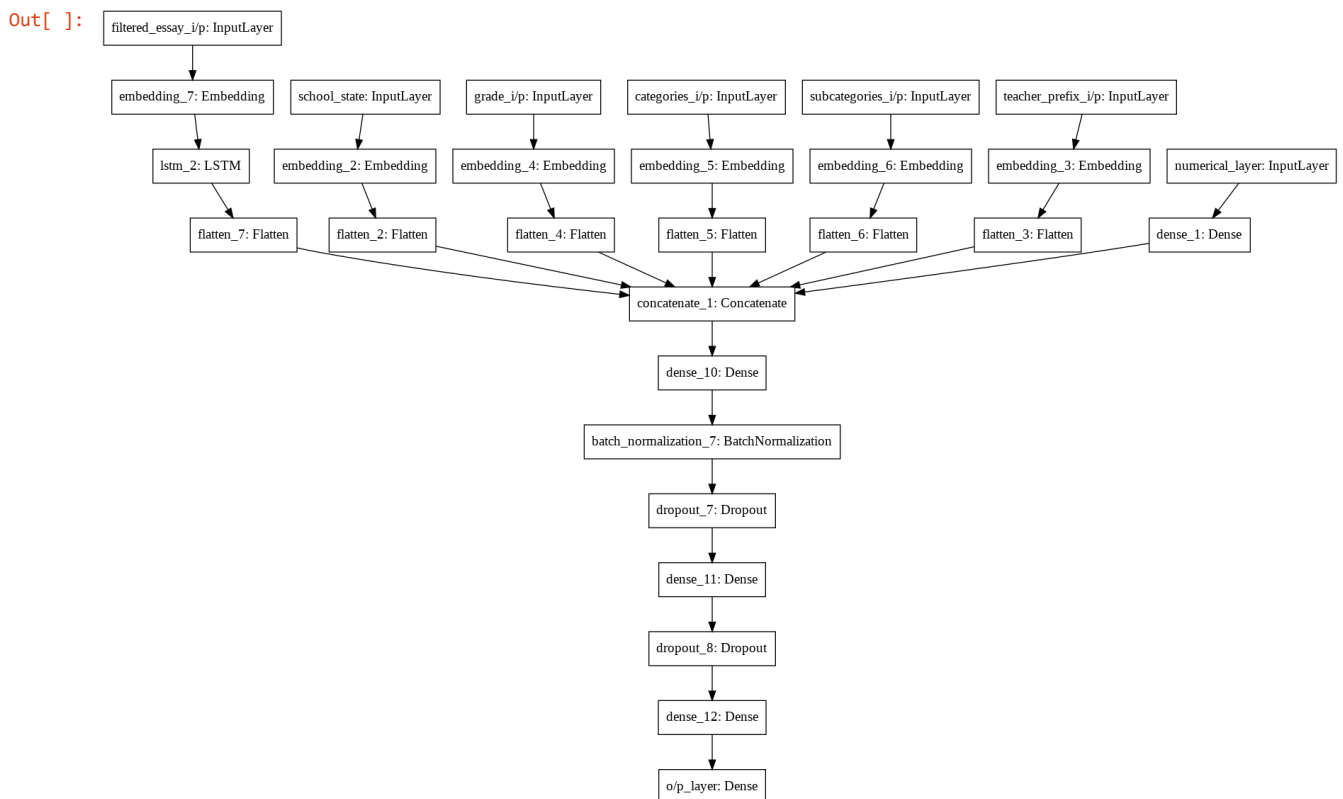 Out[ ]:
filtered_essay_i/p: InputLayer
embedding_7: Embedding
school_state: InputLayer
grade_i/p: InputLayer
categories_i/p: InputLayer
subcategories_i/p: InputLayer
teacher_prefix_i/p: InputLayer
lstm_2: LSTM
embedding_2: Embedding
embedding_4: Embedding
embedding_5: Embedding
embedding_6: Embedding
embedding_3: Embedding
numerical_layer: InputLayer
flatten_7: Flatten
flatten_2: Flatten
flatten_4: Flatten
flatten_5: Flatten
flatten_6: Flatten
flatten_3: Flatten
dense_1: Dense
concatenate_1: Concatenate
dense_10: Dense
batch_normalization_7: BatchNormalization
dropout_7: Dropout
dense_11: Dense
dropout_8: Dropout
dense_12: Dense
o/p_layer: Dense